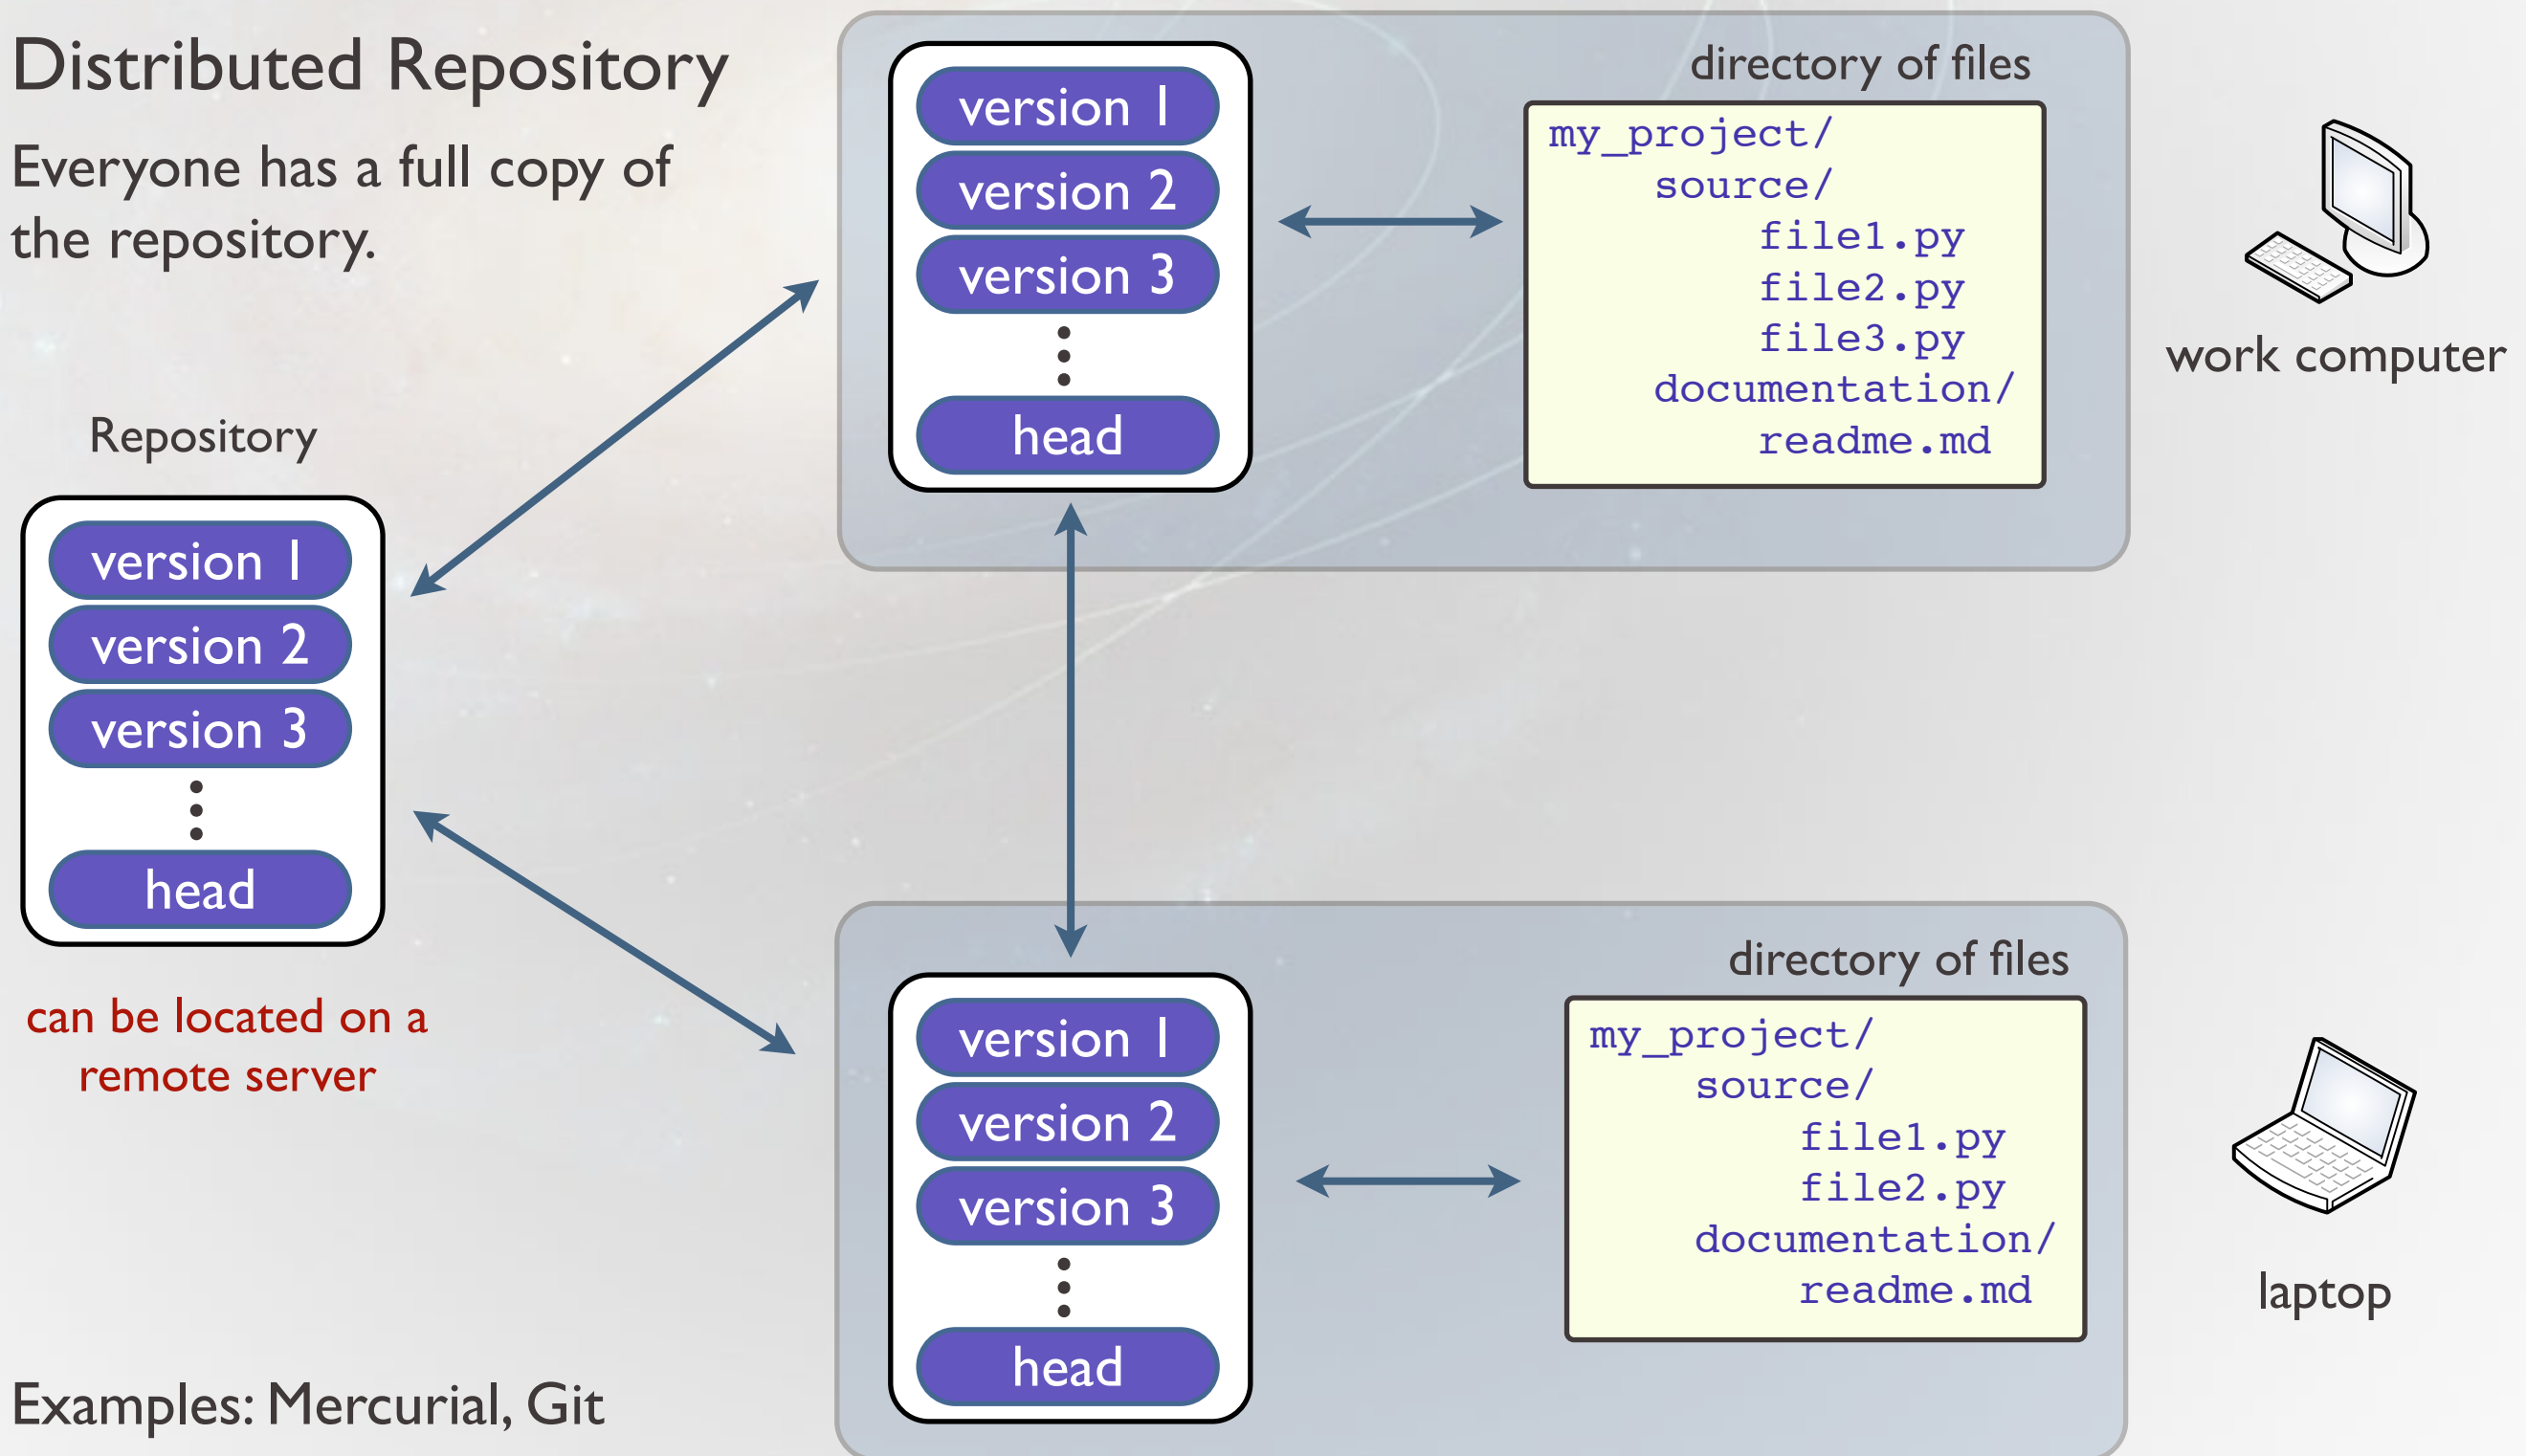 Distributed Repository
Everyone has a full copy of
the repository.
Repository
version 1
version 2
version 3
head
can be located on a
remote server
Examples: Mercurial, Git
version 1
version 2
version 3
head
directory of files
my_project/
source/
file1.py
file2.py
file3.py
documentation/
readme.md
work computer
version 1
version 2
version 3
head
directory of files
my_project/
source/
file1.py
file2.py
documentation/
readme.md
laptop